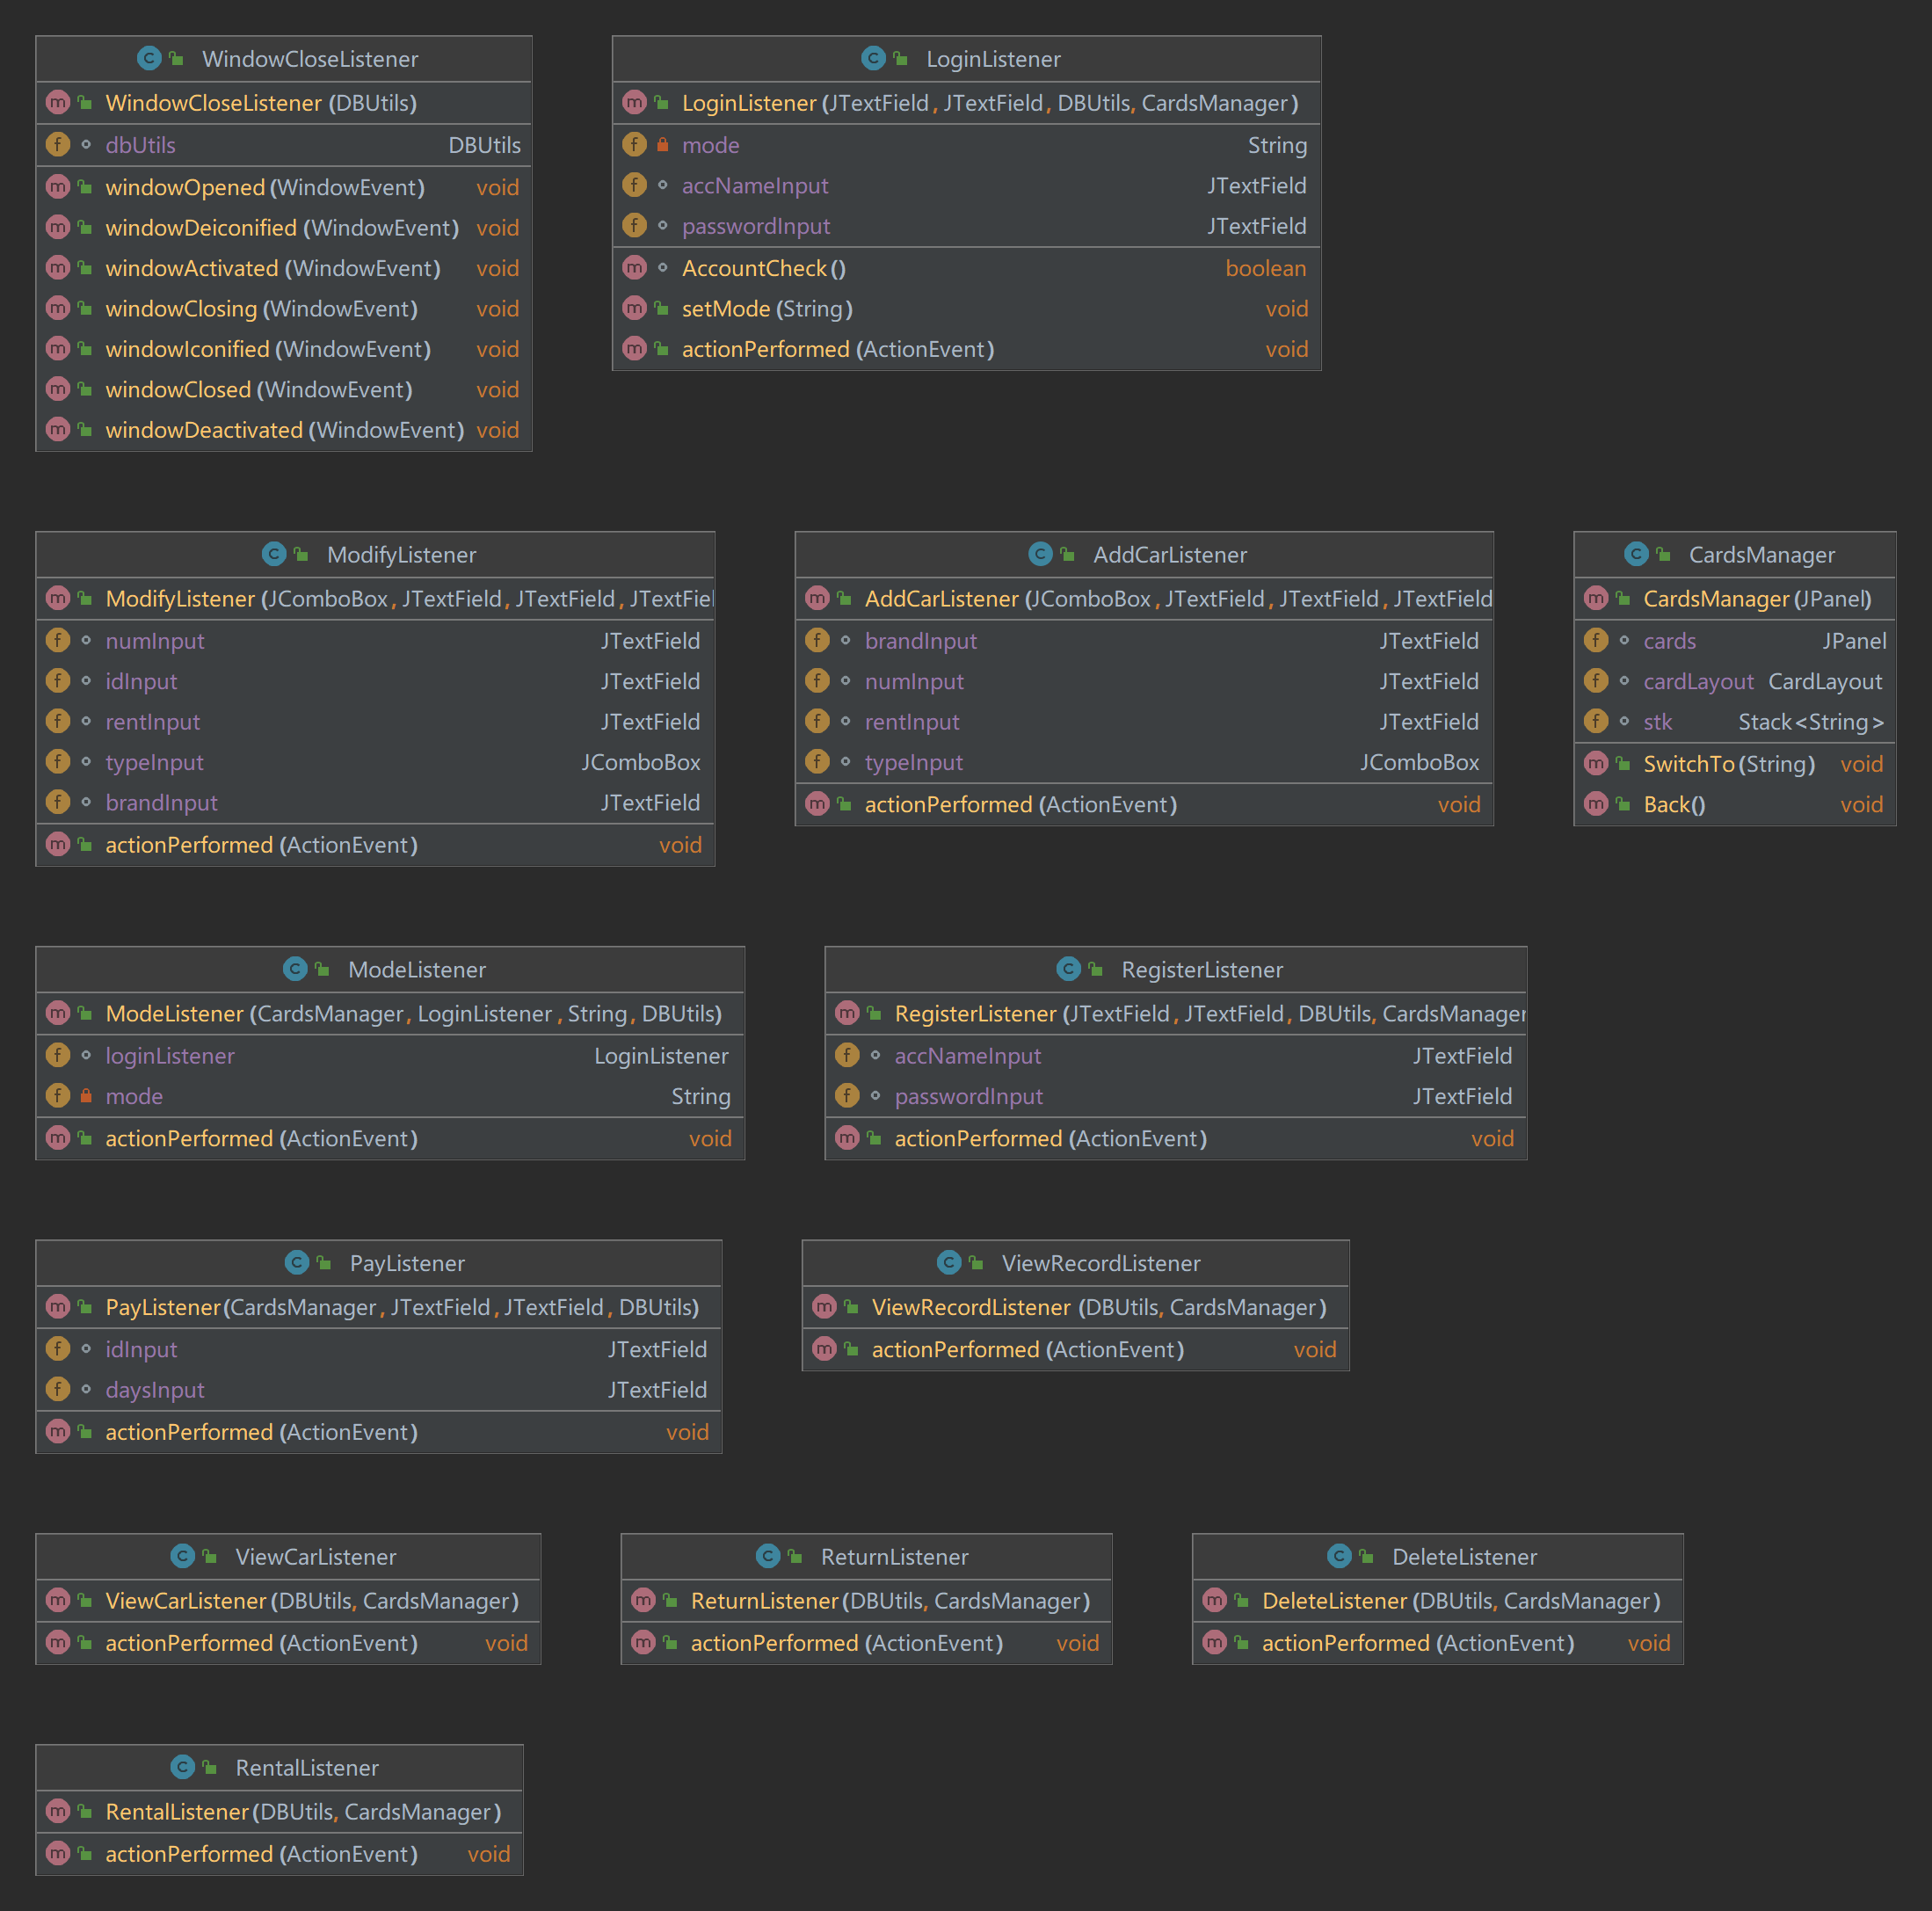 WindowCloseListener
WindowCloseListener (DBUtils)
dbUtils DBUtils
windowOpened (WindowEvent) void
windowDeiconified (WindowEvent) void
windowActivated (WindowEvent) void
windowClosing (WindowEvent) void
windowIconified (WindowEvent) void
windowClosed (WindowEvent) void
windowDeactivated (WindowEvent) void
LoginListener
LoginListener (JTextField, JTextField, DBUtils, CardsManager)
mode String
accNameInput JTextField
passwordInput JTextField
AccountCheck () boolean
setMode (String) void
actionPerformed (ActionEvent) void
ModifyListener
ModifyListener (JComboBox, JTextField, JTextField, JTextFiel
numInput JTextField
idInput JTextField
rentInput JTextField
typeInput JComboBox
brandInput JTextField
actionPerformed (ActionEvent) void
AddCarListener
AddCarListener (JComboBox, JTextField, JTextField, JTextField
brandInput JTextField
numInput JTextField
rentInput JTextField
typeInput JComboBox
actionPerformed (ActionEvent) void
CardsManager
CardsManager (JPanel)
cards JPanel
cardLayout CardLayout
stk Stack<String>
SwitchTo (String) void
Back() void
ModeListener
ModeListener (CardsManager, LoginListener, String, DBUtils)
loginListener LoginListener
mode String
actionPerformed (ActionEvent) void
RegisterListener
RegisterListener (JTextField, JTextField, DBUtils, CardsManager
accNameInput JTextField
passwordInput JTextField
actionPerformed (ActionEvent) void
PayListener
PayListener (CardsManager, JTextField, JTextField, DBUtils)
idInput JTextField
daysInput JTextField
actionPerformed (ActionEvent) void
ViewRecordListener
ViewRecordListener (DBUtils, CardsManager)
actionPerformed (ActionEvent) void
ViewCarListener
ViewCarListener (DBUtils, CardsManager)
actionPerformed (ActionEvent) void
ReturnListener
ReturnListener (DBUtils, CardsManager)
actionPerformed (ActionEvent) void
DeleteListener
DeleteListener (DBUtils, CardsManager)
actionPerformed (ActionEvent) void
RentalListener
RentalListener (DBUtils, CardsManager)
actionPerformed (ActionEvent) void